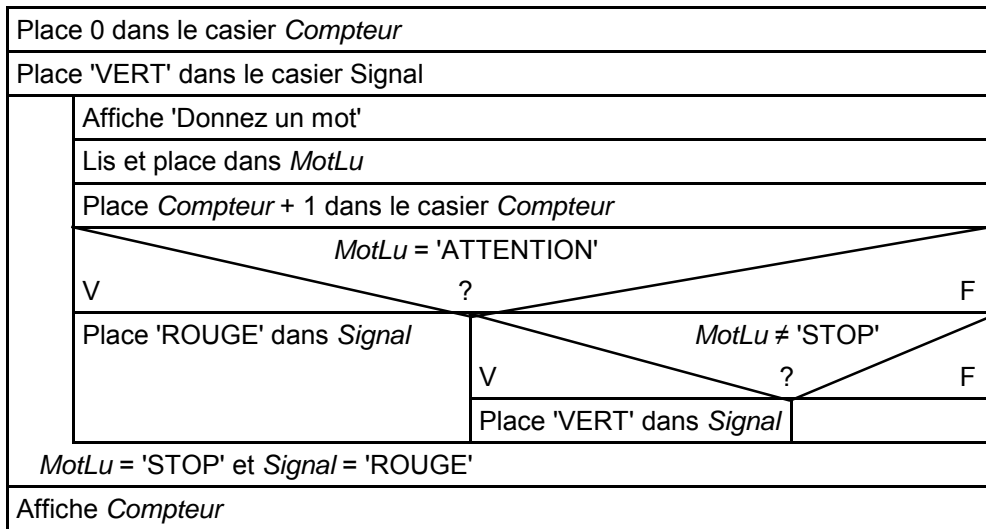 Place 0 dans le casier Compteur
Place 'VERT' dans le casier Signal
Affiche 'Donnez un mot'
Lis et place dans MotLu
Place Compteur + 1 dans le casier Compteur
MotLu = 'ATTENTION'
V ? F
Place 'ROUGE' dans Signal
MotLu ≠ 'STOP'
V ? F
Place 'VERT' dans Signal
MotLu = 'STOP' et Signal = 'ROUGE'
Affiche Compteur